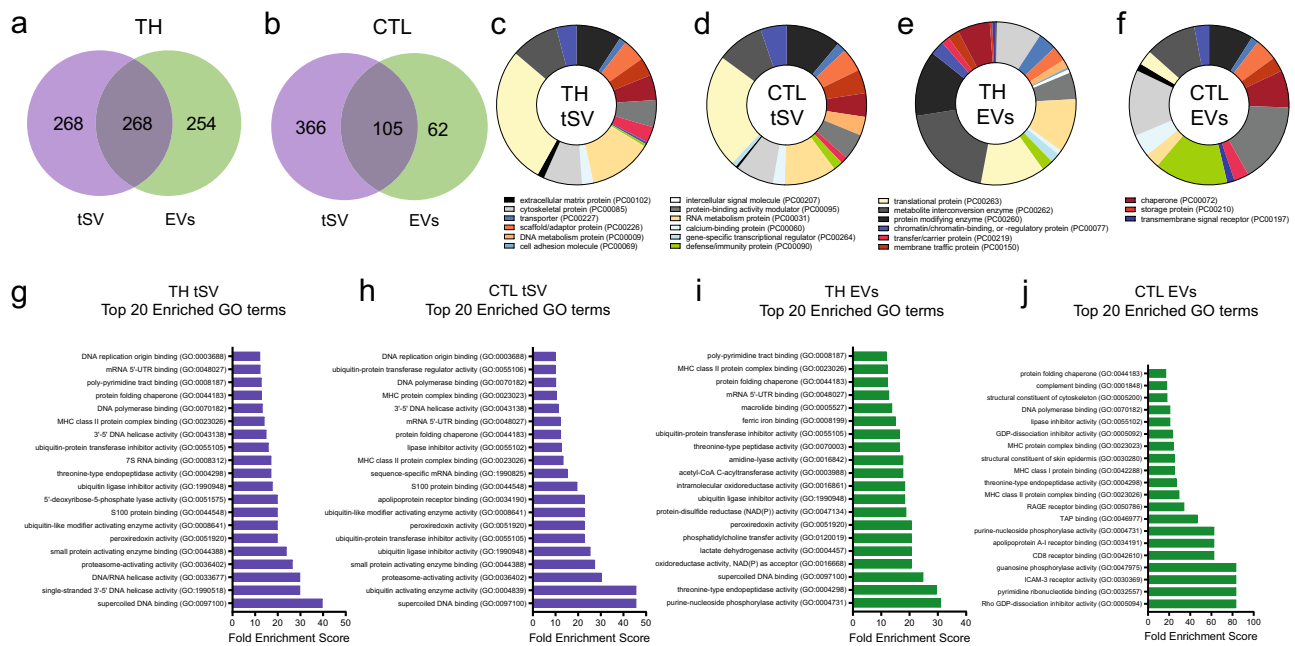 a
TH
268
268
254
tSV
EVs
b
CTL
366
105
62
tSV
EVs
c
TH
tSV
d
CTL
tSV
e
TH
EVs
f
CTL
EVs
extracellular matrix protein (PC00102)
cytoskeletal protein (PC00085)
transporter (PC00227)
scaffold/adaptor protein (PC00226)
DNA metabolism protein (PC00009)
cell adhesion molecule (PC00069)
intercellular signal molecule (PC00207)
protein-binding activity modulator (PC00095)
RNA metabolism protein (PC00031)
calcium-binding protein (PC00060)
gene-specific transcriptional regulator (PC00264)
defense/immunity protein (PC00090)
translational protein (PC00263)
metabolite interconversion enzyme (PC00262)
protein modifying enzyme (PC00260)
chromatin/chromatin-binding, or -regulatory protein (PC00077)
transfer/carrier protein (PC00219)
membrane traffic protein (PC00150)
chaperone (PC00072)
storage protein (PC00210)
transmembrane signal receptor (PC00197)
g
TH tSV
Top 20 Enriched GO terms
DNA replication origin binding (GO:0003688)
mRNA 5'-UTR binding (GO:0048027)
poly-pyrimidine tract binding (GO:0008187)
protein folding chaperone (GO:0044183)
DNA polymerase binding (GO:0070182)
MHC class II protein complex binding (GO:0023026)
3'-5' DNA helicase activity (GO:0043138)
ubiquitin-protein transferase inhibitor activity (GO:0055105)
7S RNA binding (GO:0008312)
threonine-type endopeptidase activity (GO:0004298)
ubiquitin ligase inhibitor activity (GO:1990948)
5'-deoxyribose-5-phosphate lyase activity (GO:0051575)
S100 protein binding (GO:0044548)
ubiquitin-like modifier activating enzyme activity (GO:0008641)
peroxiredoxin activity (GO:0051920)
small protein activating enzyme binding (GO:0044388)
proteasome-activating activity (GO:0036402)
DNA/RNA helicase activity (GO:0033677)
single-stranded 3'-5' DNA helicase activity (GO:1990518)
supercoiled DNA binding (GO:0097100)
0 10 20 30 40 50
Fold Enrichment Score
h
CTL tSV
Top 20 Enriched GO terms
DNA replication origin binding (GO:0003688)
ubiquitin-protein transferase regulator activity (GO:0055106)
DNA polymerase binding (GO:0070182)
MHC protein complex binding (GO:0023023)
3'-5' DNA helicase activity (GO:0043138)
mRNA 5'-UTR binding (GO:0048027)
protein folding chaperone (GO:0044183)
lipase inhibitor activity (GO:0055102)
MHC class II protein complex binding (GO:0023026)
sequence-specific mRNA binding (GO:1990825)
S100 protein binding (GO:0044548)
apolipoprotein receptor binding (GO:0034190)
ubiquitin-like modifier activating enzyme activity (GO:0008641)
peroxiredoxin activity (GO:0051920)
ubiquitin-protein transferase inhibitor activity (GO:0055105)
ubiquitin ligase inhibitor activity (GO:1990948)
small protein activating enzyme binding (GO:0044388)
proteasome-activating activity (GO:0036402)
ubiquitin activating enzyme activity (GO:0004839)
supercoiled DNA binding (GO:0097100)
0 10 20 30 40 50
Fold Enrichment Score
i
TH EVs
Top 20 Enriched GO terms
poly-pyrimidine tract binding (GO:0008187)
MHC class II protein complex binding (GO:0023026)
protein folding chaperone (GO:0044183)
mRNA 5'-UTR binding (GO:0048027)
macrolide binding (GO:0005527)
ferric iron binding (GO:0008199)
ubiquitin-protein transferase inhibitor activity (GO:0055105)
threonine-type peptidase activity (GO:0070003)
amidine-lyase activity (GO:0016842)
acetyl-CoA C-acyltransferase activity (GO:0003988)
intramolecular oxidoreductase activity (GO:0016861)
ubiquitin ligase inhibitor activity (GO:1990948)
protein-disulfide reductase (NAD(P)) activity (GO:0047134)
peroxiredoxin activity (GO:0051920)
phosphatidylcholine transfer activity (GO:0120019)
lactate dehydrogenase activity (GO:0004457)
oxidoreductase activity, NAD(P) as acceptor (GO:0016668)
supercoiled DNA binding (GO:0097100)
threonine-type endopeptidase activity (GO:0004298)
purine-nucleoside phosphorylase activity (GO:0004731)
0 10 20 30 40
Fold Enrichment Score
j
CTL EVs
Top 20 Enriched GO terms
protein folding chaperone (GO:0044183)
complement binding (GO:0001848)
structural constituent of cytoskeleton (GO:0005200)
DNA polymerase binding (GO:0070182)
lipase inhibitor activity (GO:0055102)
GDP-dissociation inhibitor activity (GO:0005092)
MHC protein complex binding (GO:0023023)
structural constituent of skin epidermis (GO:0030280)
MHC class I protein binding (GO:0042288)
threonine-type endopeptidase activity (GO:0004298)
MHC class II protein complex binding (GO:0023026)
RAGE receptor binding (GO:0050786)
TAP binding (GO:0046977)
purine-nucleoside phosphorylase activity (GO:0004731)
apolipoprotein A-I receptor binding (GO:0034191)
CD8 receptor binding (GO:0042610)
guanosine phosphorylase activity (GO:0047975)
ICAM-3 receptor activity (GO:0030369)
pyrimidine ribonucleotide binding (GO:0032557)
Rho GDP-dissociation inhibitor activity (GO:0005094)
0 20 40 60 80 100
Fold Enrichment Score